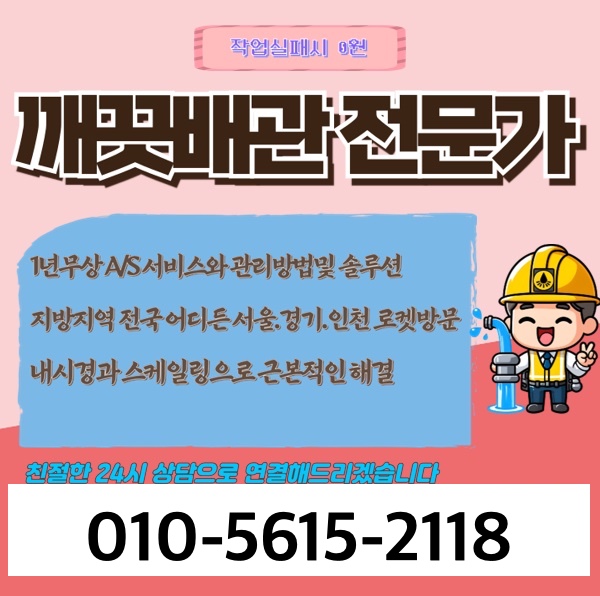 작업실패시 0원
깨끗배관 전문가
1년무상 A/S 서비스와 관리방법및 솔루션
지방지역 전국 어디든 서울.경기.인천 로켓방문
내시경과 스케일링으로 근본적인 해결
친절한 24시 상담으로 연결해드리겠습니다
010-5615-2118